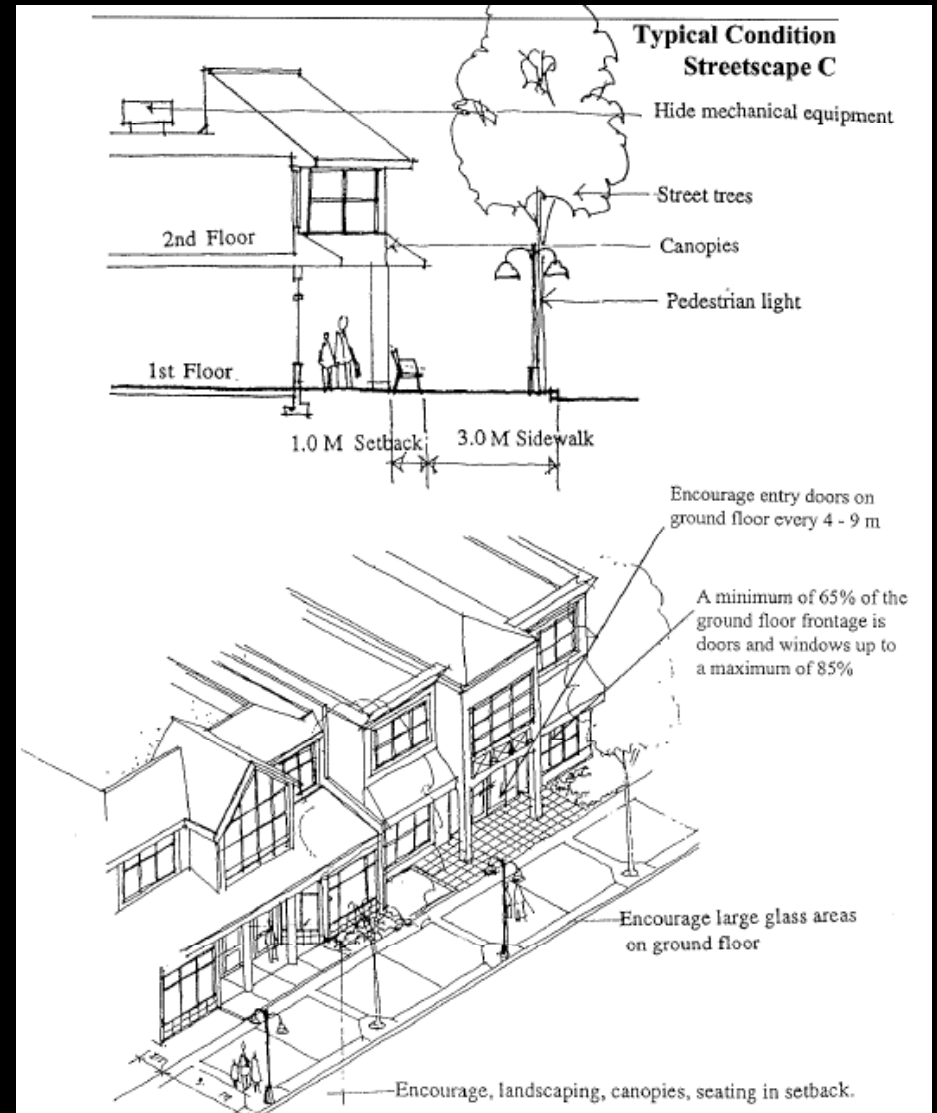 Typical Condition
Streetscape C
Hide mechanical equipment
Street trees
2nd Floor
Canopies
Pedestrian light
1st Floor
1.0 M Setback
3.0 M Sidewalk
Encourage entry doors on
ground floor every 4 - 9 m
A minimum of 65% of the
ground floor frontage is
doors and windows up to
a maximum of 85%
Encourage large glass areas
on ground floor
Encourage, landscaping, canopies, seating in setback.